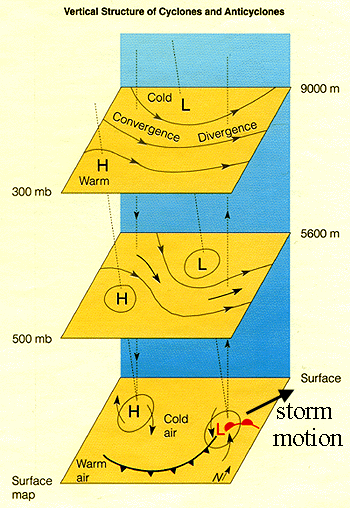 Vertical Structure of Cyclones and Anticyclones
9000 m
Cold
L
Convergence
Divergence
H
Warm
300 mb
5600 m
L
H
500 mb
Surface
H
Cold
air
L
storm
motion
Warm
air
N
Surface
map